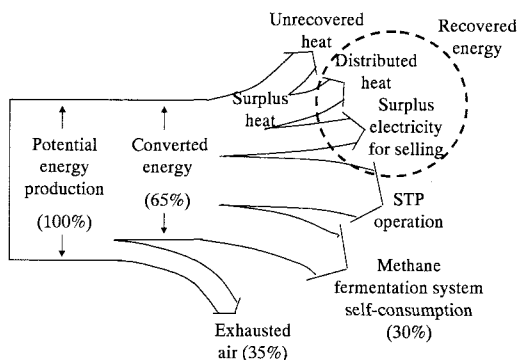 Unrecovered
heat
Recovered
energy
Distributed
heat
Surplus
heat
Surplus
electricity
for selling
Potential
energy
production
(100%)
Converted
energy
(65%)
STP
operation
Methane
fermentation system
self-consumption
(30%)
Exhausted
air (35%)